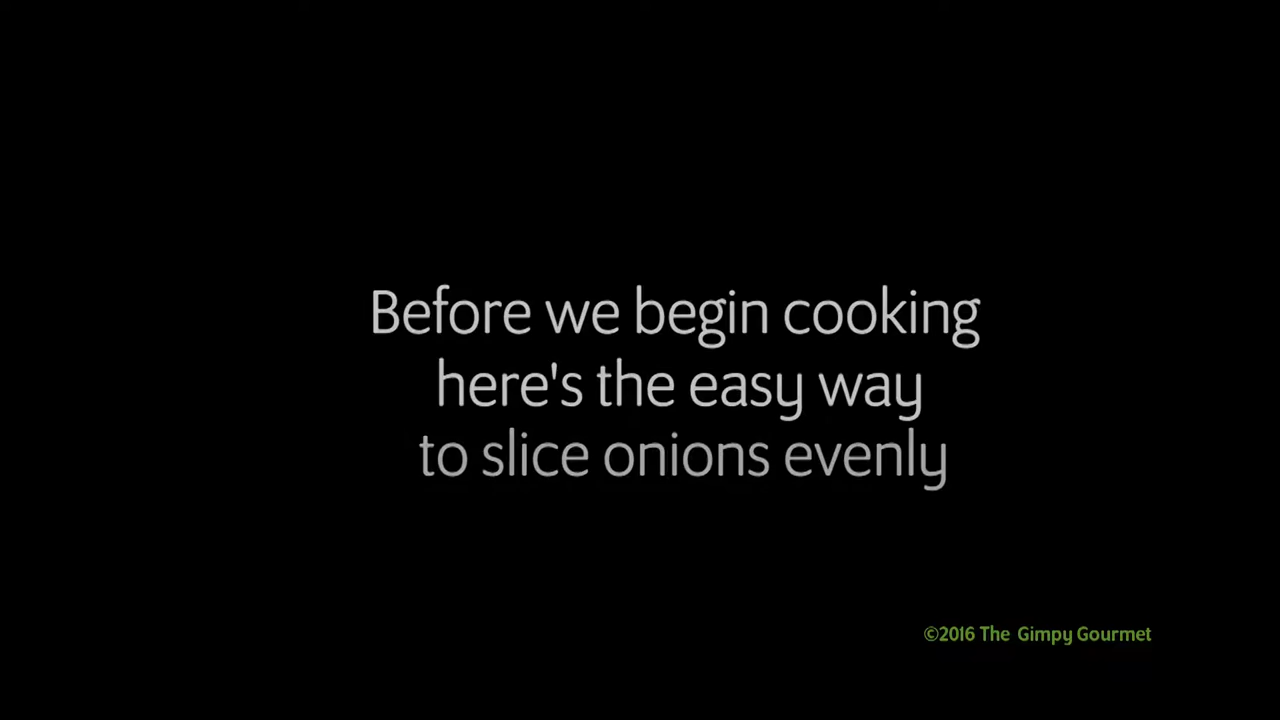 Before we begin cooking
here's the easy way
to slice onions evenly
©2016 The Gimpy Gourmet